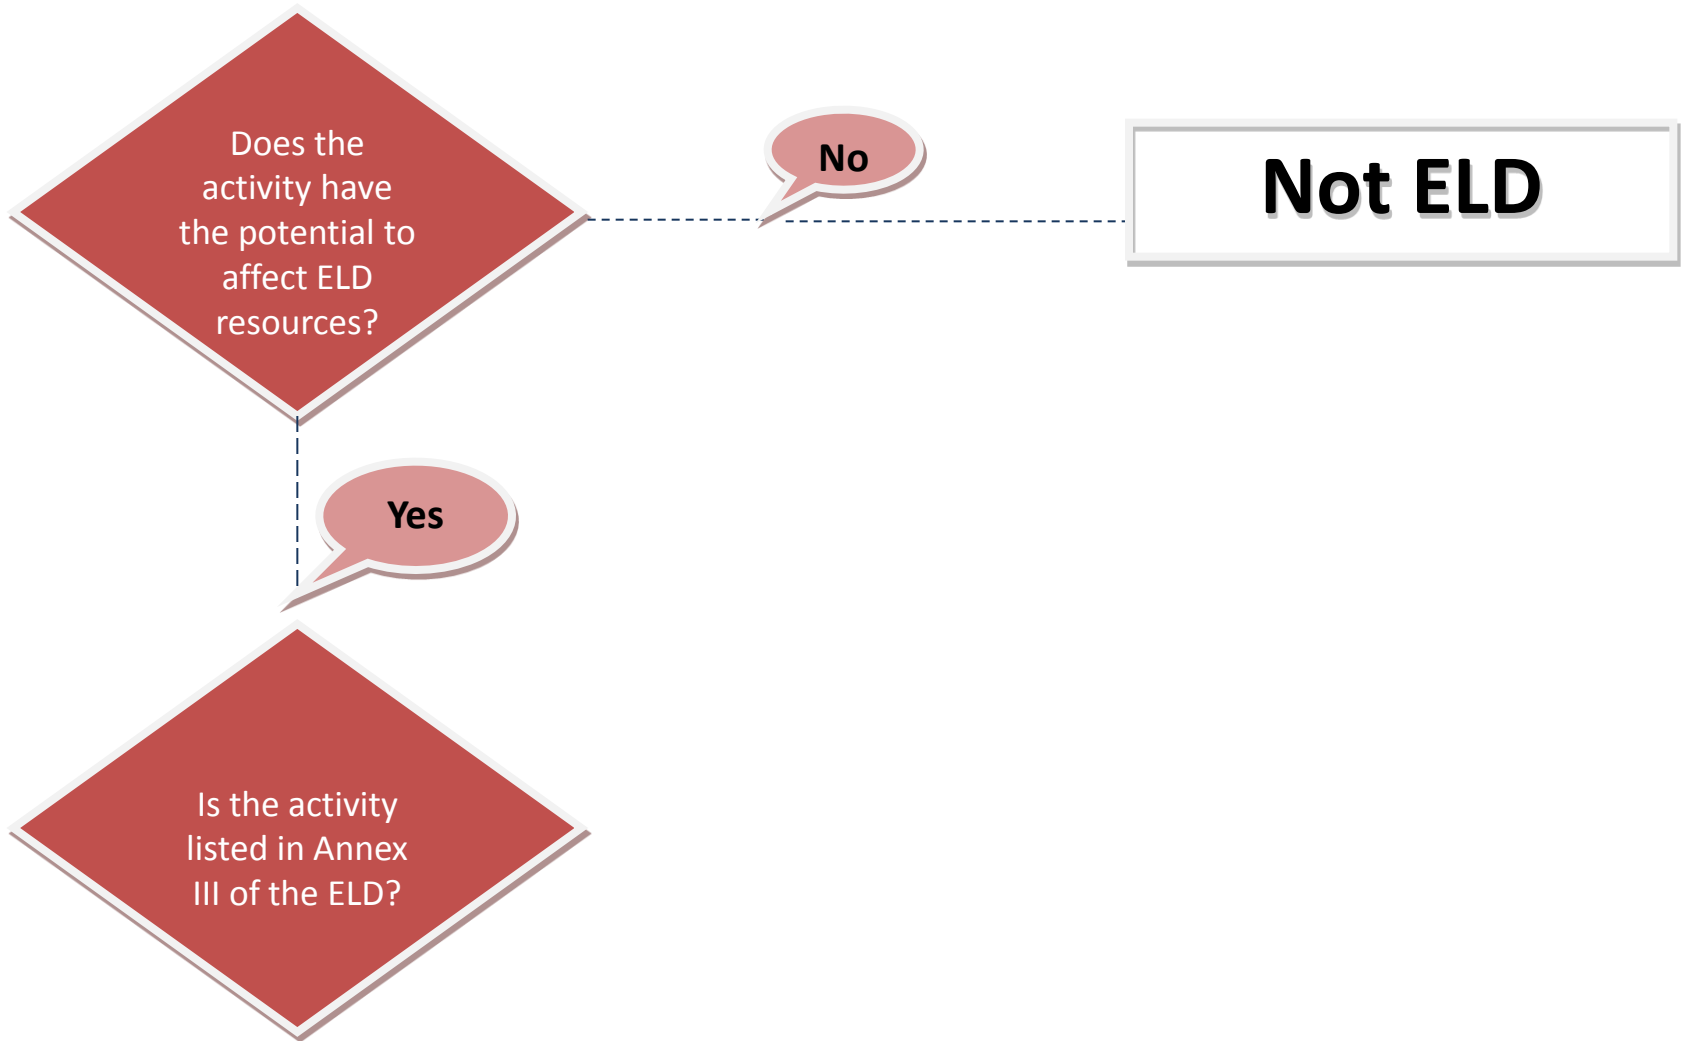 Does the
activity have
the potential to
affect ELD
resources?
No
Not ELD
Yes
Is the activity
listed in Annex
III of the ELD?